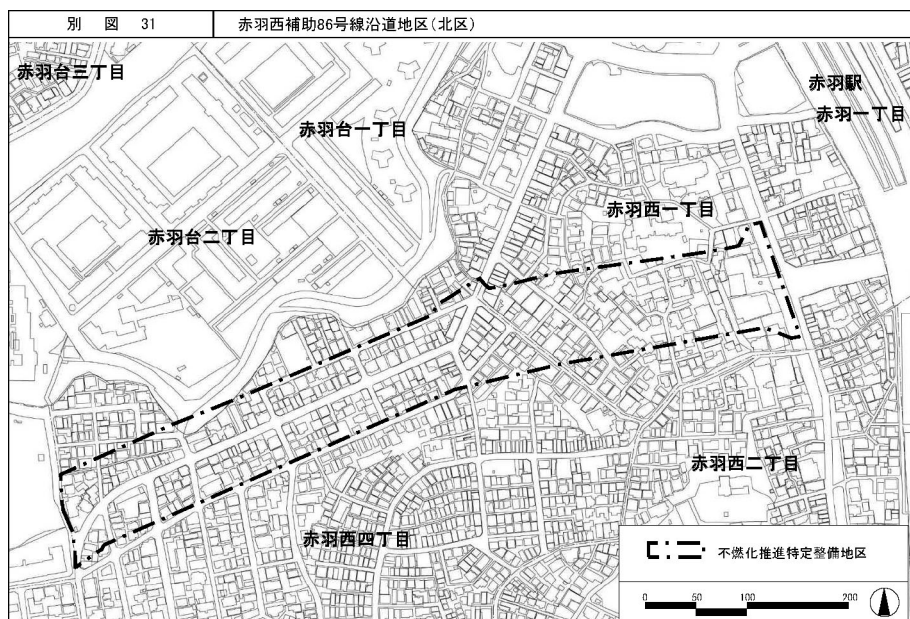 別 図 31
赤羽西補助86号線沿道地区(北区)
赤羽台三丁目
赤羽駅
赤羽一丁目
赤羽台一丁目
赤羽西一丁目
赤羽台二丁目
赤羽西二丁目
赤羽西四丁目
不燃化推進特定整備地区
0 50 100 200